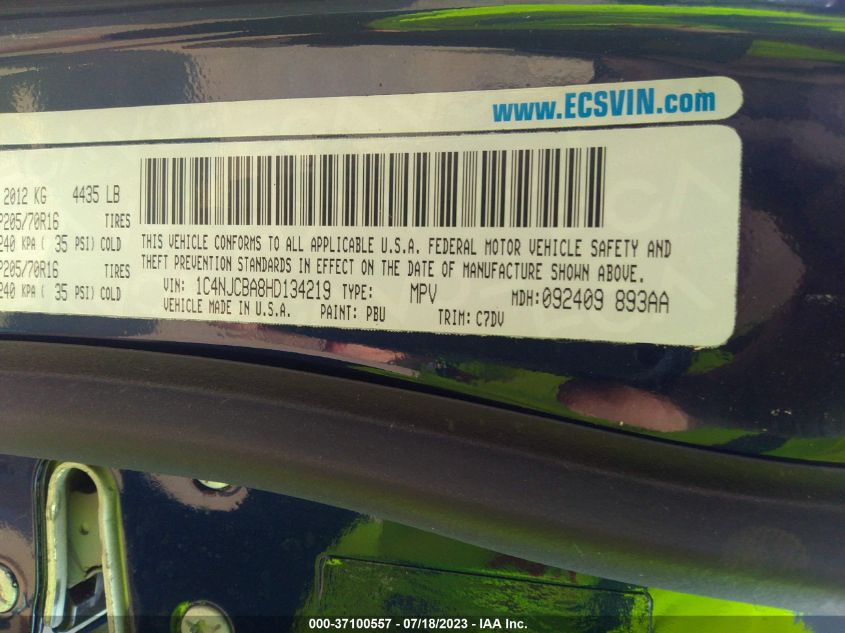 www.ECSVIN.com
2012 KG 4435 LB
P205/70R16 TIRES
240 KPA ( 35 PSI) COLD
P205/70R16 TIRES
240 KPA ( 35 PSI) COLD
THIS VEHICLE CONFORMS TO ALL APPLICABLE U.S.A. FEDERAL MOTOR VEHICLE SAFETY AND
THEFT PREVENTION STANDARDS IN EFFECT ON THE DATE OF MANUFACTURE SHOWN ABOVE.
VIN: 1C4NJCBA8HD134219 TYPE: MPV MDH:092409 893AA
VEHICLE MADE IN U.S.A. PAINT: PBU TRIM: C7DV
000-37100557 - 07/18/2023 - IAA Inc.